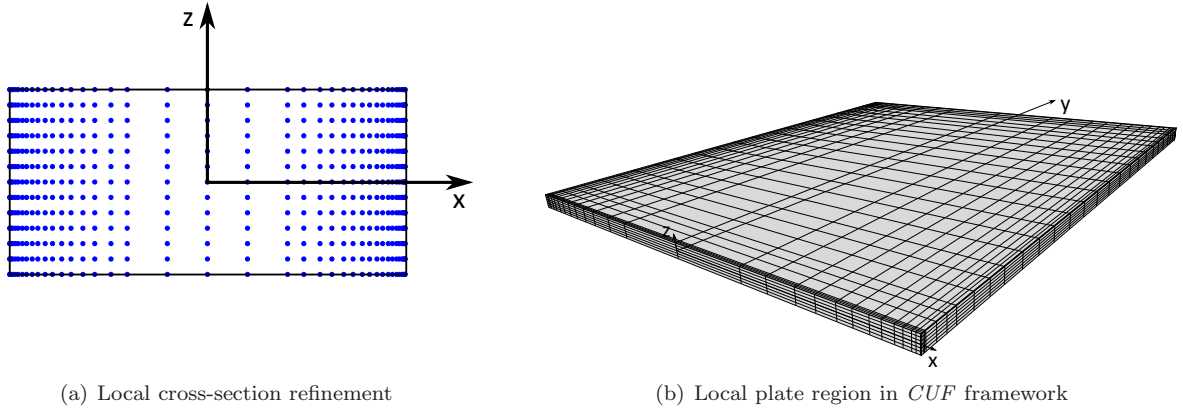 z
x
y
z
x
(a) Local cross-section refinement
(b) Local plate region in CUF framework